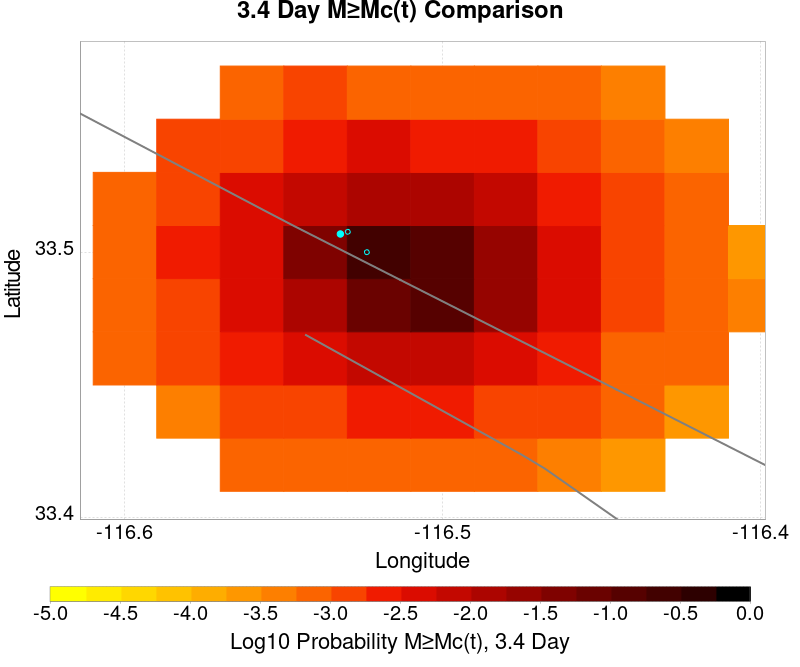 3.4 Day M≥Mc(t) Comparison
Latitude
33.5
33.4
-116.6 -116.5 -116.4
Longitude
-5.0 -4.5 -4.0 -3.5 -3.0 -2.5 -2.0 -1.5 -1.0 -0.5 0.0
Log10 Probability M≥Mc(t), 3.4 Day